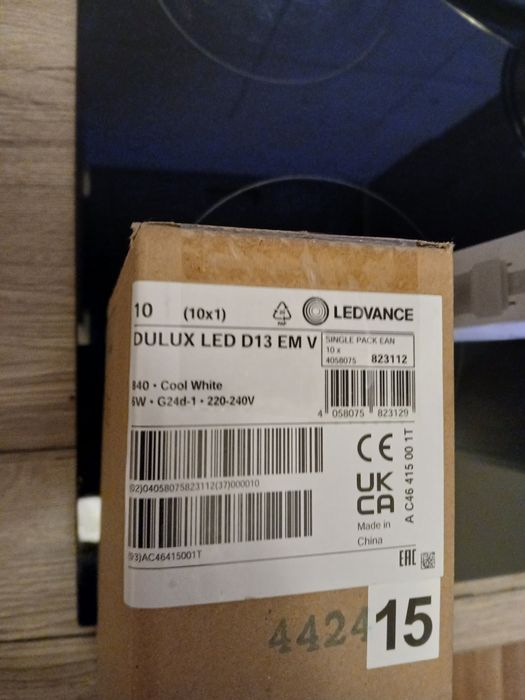 10 (10x1) PAP LEDVANCE
DULUX LED D13 EM V
SINGLE PACK EAN
10 x
4058075 823112
840 • Cool White
6W • G24d-1 • 220-240V
4 058075 823129
(02)04058075823112(37)000010
(93)AC46415001T
CE
UK
CA
Made in
China
A C46 415 00 1T
EAC
442415
15